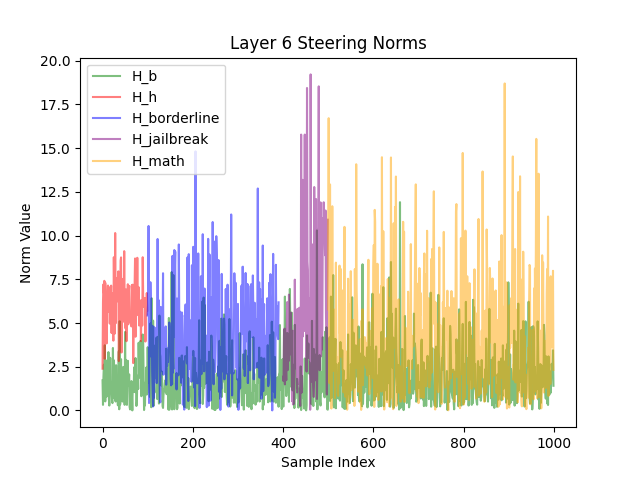 Layer 6 Steering Norms
20.0
17.5
15.0
12.5
10.0
7.5
5.0
2.5
0.0
Norm Value
H_b
H_h
H_borderline
H_jailbreak
H_math
0 200 400 600 800 1000
Sample Index